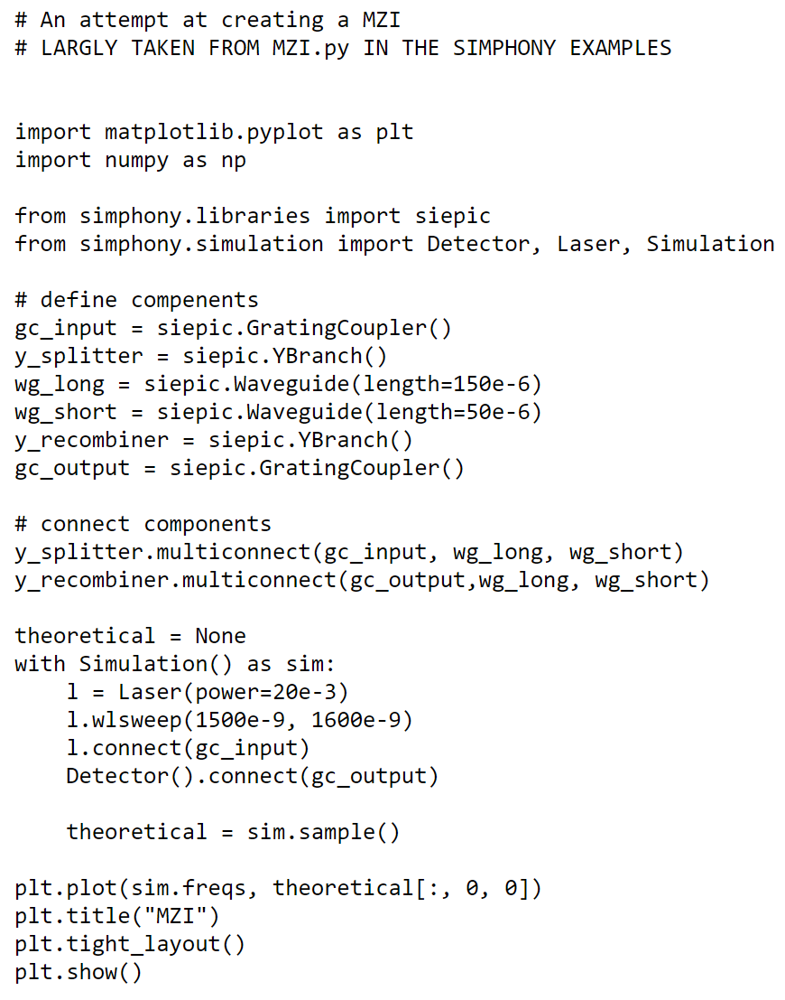 # An attempt at creating a MZI
# LARGLY TAKEN FROM MZI.py IN THE SIMPHONY EXAMPLES
import matplotlib.pyplot as plt
import numpy as np
from simphony.libraries import siepic
from simphony.simulation import Detector, Laser, Simulation
# define compenents
gc_input = siepic.GratingCoupler()
y_splitter = siepic.YBranch()
wg_long = siepic.Waveguide(length=150e-6)
wg_short = siepic.Waveguide(length=50e-6)
y_recombiner = siepic.YBranch()
gc_output = siepic.GratingCoupler()
# connect components
y_splitter.multiconnect(gc_input, wg_long, wg_short)
y_recombiner.multiconnect(gc_output,wg_long, wg_short)
theoretical = None
with Simulation() as sim:
    l = Laser(power=20e-3)
    l.wlsweep(1500e-9, 1600e-9)
    l.connect(gc_input)
    Detector().connect(gc_output)
    theoretical = sim.sample()
plt.plot(sim.freqs, theoretical[:, 0, 0])
plt.title("MZI")
plt.tight_layout()
plt.show()